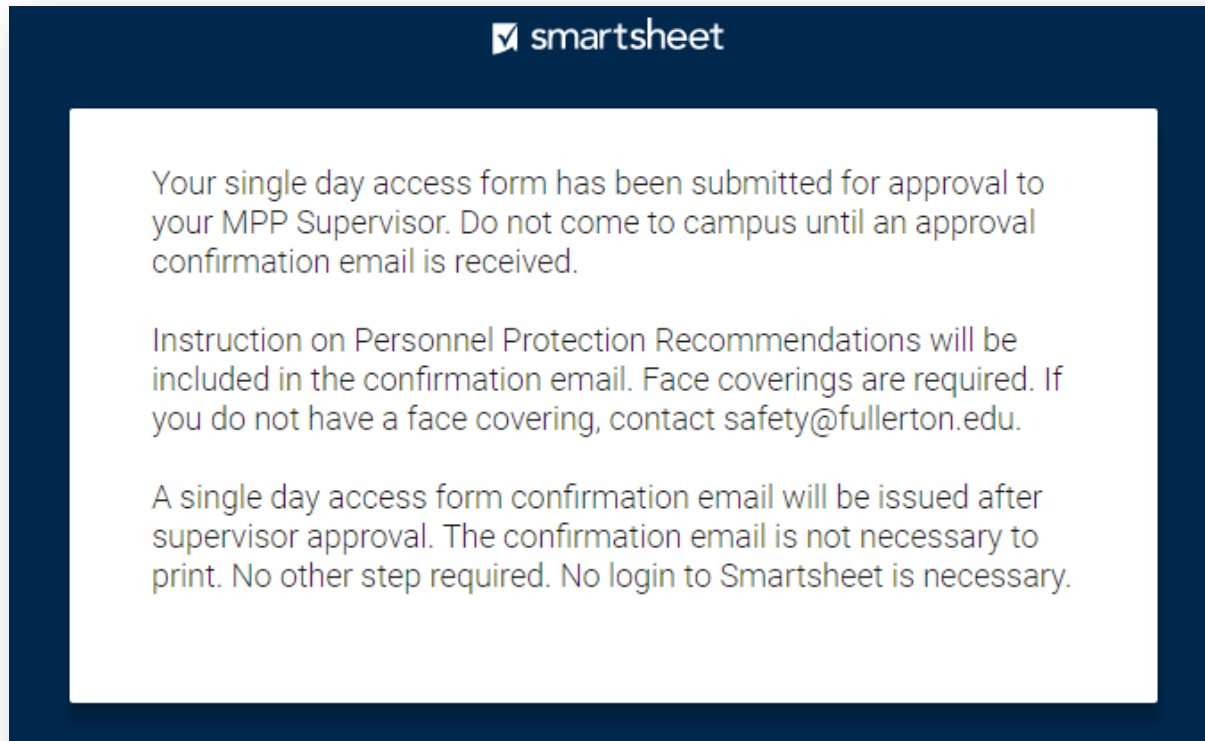 smartsheet
Your single day access form has been submitted for approval to
your MPP Supervisor. Do not come to campus until an approval
confirmation email is received.
Instruction on Personnel Protection Recommendations will be
included in the confirmation email. Face coverings are required. If
you do not have a face covering, contact safety@fullerton.edu.
A single day access form confirmation email will be issued after
supervisor approval. The confirmation email is not necessary to
print. No other step required. No login to Smartsheet is necessary.